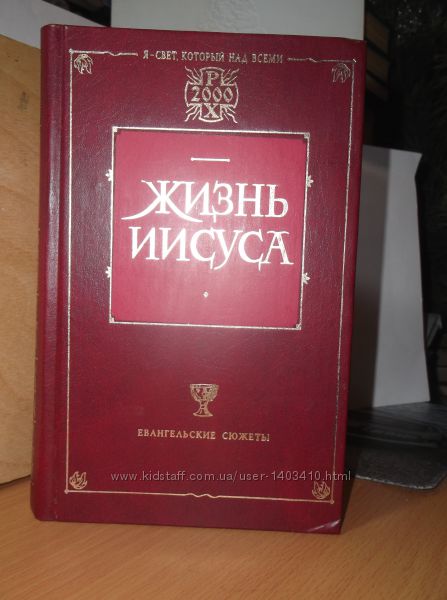 Я-СВЕТ, КОТОРЫЙ НАД ВСЕМИ
Р
2000
Х
ЖИЗНЬ
ИИСУСА
ЕВАНГЕЛЬСКИЕ СЮЖЕТЫ
www.kidstaff.com.ua/user-1403410.html